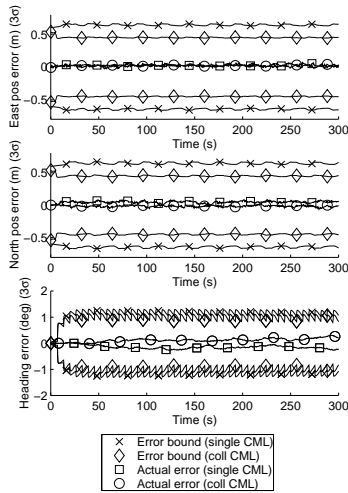 East pos error (m) (3σ)
0.5
0
−0.5
0 50 100 150 200 250 300
Time (s)
North pos error (m) (3σ)
0.5
0
−0.5
0 50 100 150 200 250 300
Time (s)
Heading error (deg) (3σ)
2
1
0
−1
−2
0 50 100 150 200 250 300
Time (s)
Error bound (single CML)
Error bound (coll CML)
Actual error (single CML)
Actual error (coll CML)